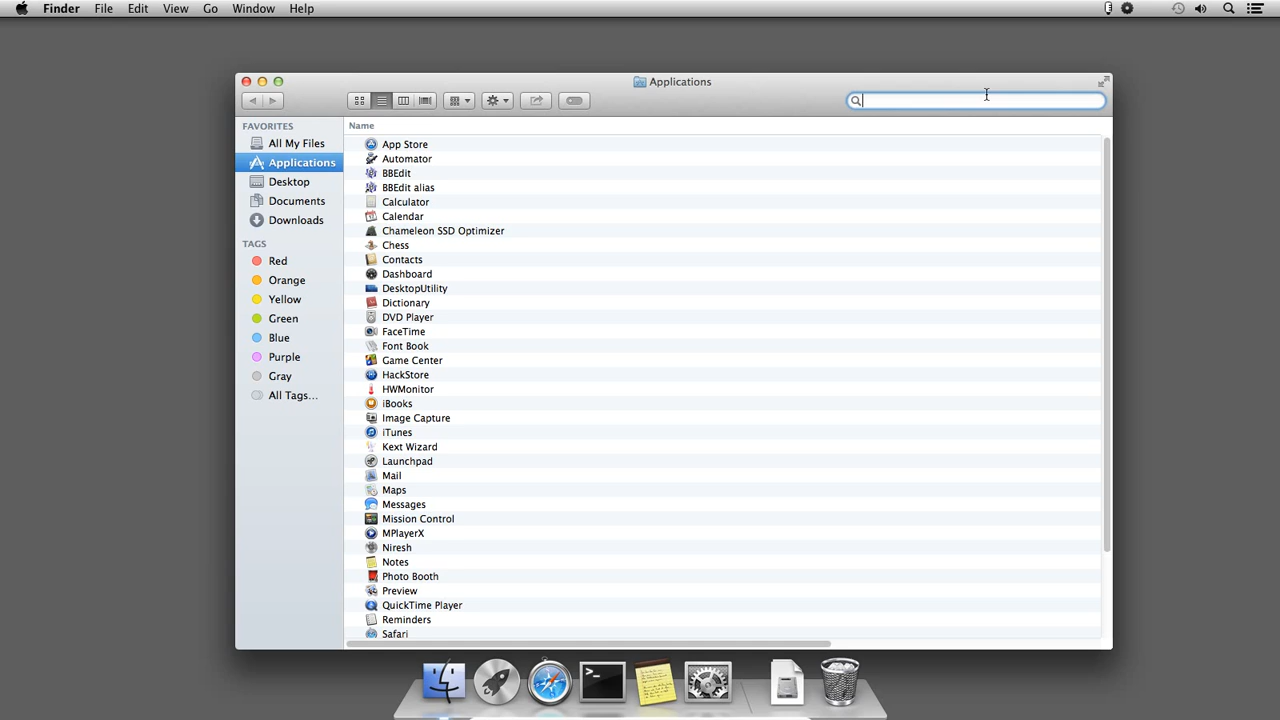 Finder File Edit View Go Window Help
Applications
FAVORITES
All My Files
Applications
Desktop
Documents
Downloads
TAGS
Red
Orange
Yellow
Green
Blue
Purple
Gray
All Tags...
Name
App Store
Automator
BBEdit
BBEdit alias
Calculator
Calendar
Chameleon SSD Optimizer
Chess
Contacts
Dashboard
DesktopUtility
Dictionary
DVD Player
FaceTime
Font Book
Game Center
HackStore
HWMonitor
iBooks
Image Capture
iTunes
Kext Wizard
Launchpad
Mail
Maps
Messages
Mission Control
MPlayerX
Niresh
Notes
Photo Booth
Preview
QuickTime Player
Reminders
Safari